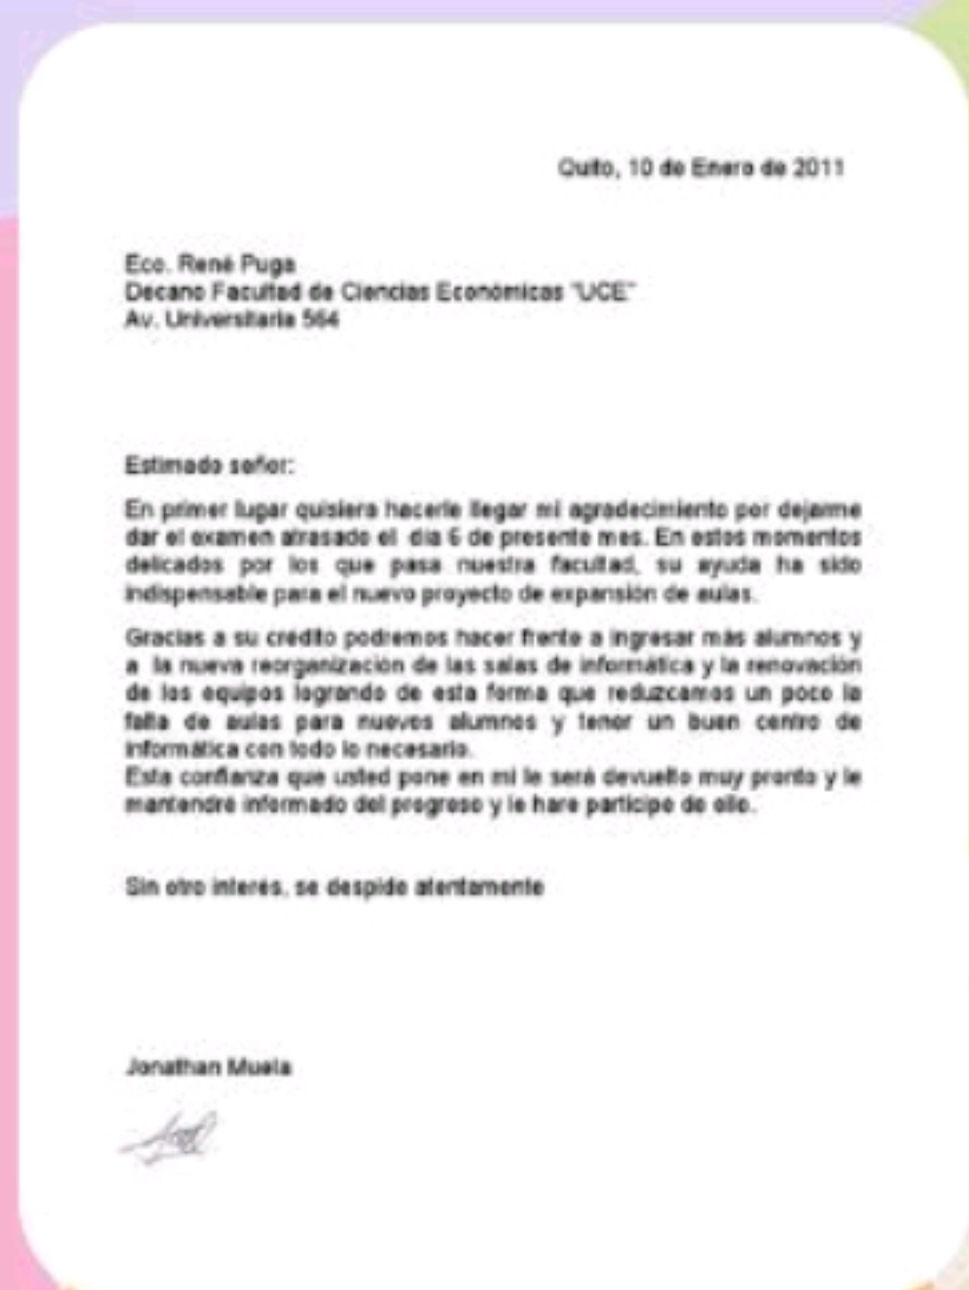 Quito, 10 de Enero de 2011
Eco. René Puga
Decano Facultad de Ciencias Económicas "UCE"
Av. Universitaria 564
Estimado señor:
En primer lugar quisiera hacerle llegar mi agradecimiento por dejarme
dar el examen atrasado el día 6 de presente mes. En estos momentos
delicados por los que pasa nuestra facultad, su ayuda ha sido
indispensable para el nuevo proyecto de expansión de aulas.
Gracias a su crédito podremos hacer frente a ingresar más alumnos y
a la nueva reorganización de las salas de informática y la renovación
de los equipos logrando de esta forma que reduzcamos un poco la
falta de aulas para nuevos alumnos y tener un buen centro de
informática con todo lo necesario.
Esta confianza que usted pone en mi le será devuelto muy pronto y le
mantendré informado del progreso y le hare participe de ello.
Sin otro interés, se despide atentamente
Jonathan Muela